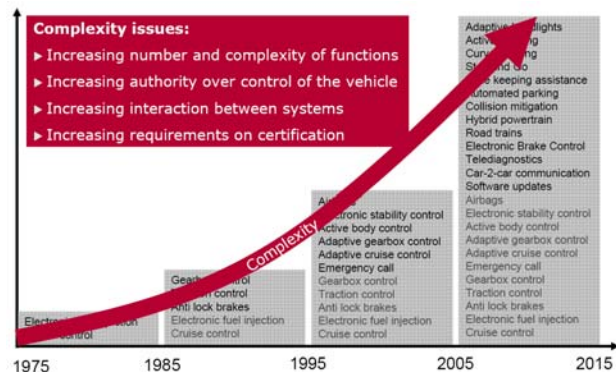 Complexity issues:
▸ Increasing number and complexity of functions
▸ Increasing authority over control of the vehicle
▸ Increasing interaction between systems
▸ Increasing requirements on certification
Complexity
Electronic
control
1975
Gearbox control
control
Anti lock brakes
Electronic fuel injection
Cruise control
1985
Airbags
Electronic stability control
Active body control
Adaptive gearbox control
Adaptive cruise control
Emergency call
Gearbox control
Traction control
Anti lock brakes
Electronic fuel injection
Cruise control
1995
Adaptive
keeping assistance
Automated parking
Collision mitigation
Hybrid powertrain
Road trains
Electronic Brake Control
Telediagnostics
Car-2-car communication
Software updates
Airbags
Electronic stability control
Active body control
Adaptive gearbox control
Adaptive cruise control
Emergency call
Gearbox control
Traction control
Anti lock brakes
Electronic fuel injection
Cruise control
2005
2015